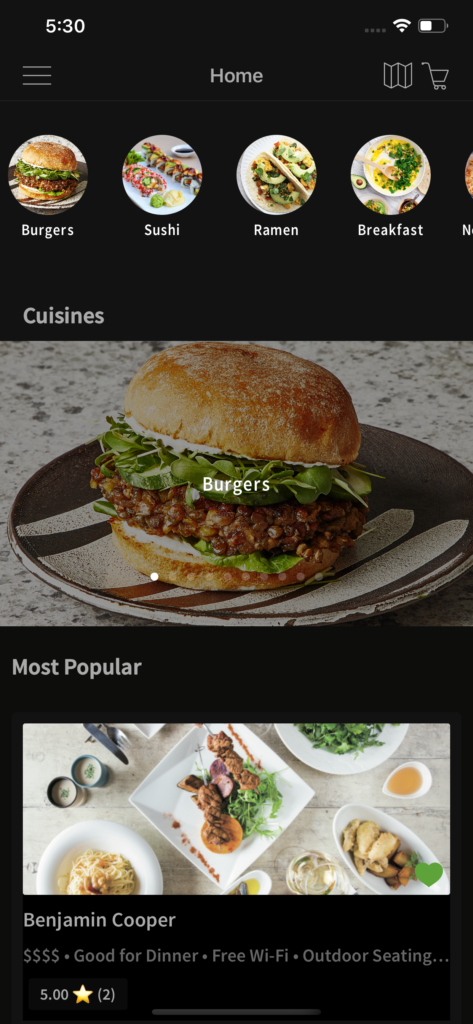 5:30
Home
Burgers
Sushi
Ramen
Breakfast
Cuisines
Burgers
Most Popular
Benjamin Cooper
$$$$ • Good for Dinner • Free Wi-Fi • Outdoor Seating...
5.00 ⭐ (2)